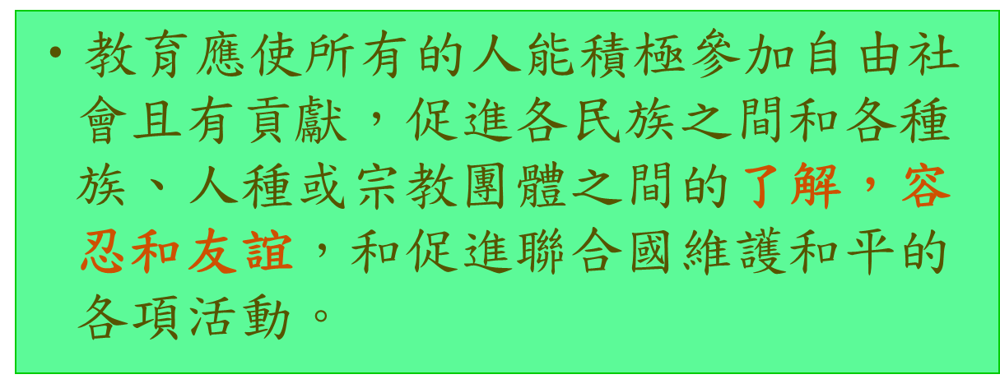 •教育應使所有的人能積極參加自由社
會且有貢獻，促進各民族之間和各種
族、人種或宗教團體之間的了解，容
忍和友誼，和促進聯合國維護和平的
各項活動。